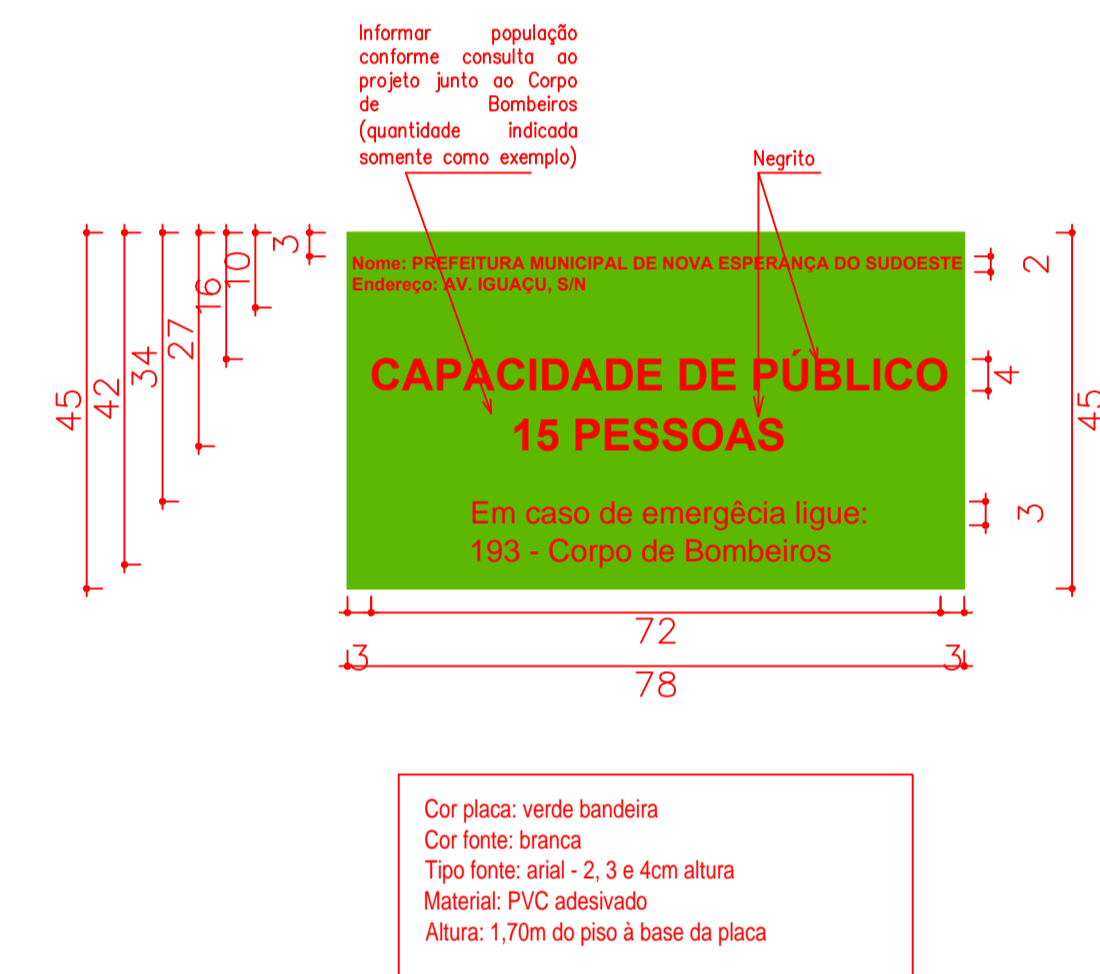 Informar população
conforme consulta ao
projeto junto ao Corpo
de Bombeiros
(quantidade indicada
somente como exemplo)
Negrito
Nome: PREFEITURA MUNICIPAL DE NOVA ESPERANÇA DO SUDOESTE
Endereço: AV. IGUAÇU, S/N
CAPACIDADE DE PÚBLICO
15 PESSOAS
Em caso de emergêcia ligue:
193 - Corpo de Bombeiros
45
42
34
27
16
10
3
2
4
3
45
72
3
3
78
Cor placa: verde bandeira
Cor fonte: branca
Tipo fonte: arial - 2, 3 e 4cm altura
Material: PVC adesivado
Altura: 1,70m do piso à base da placa